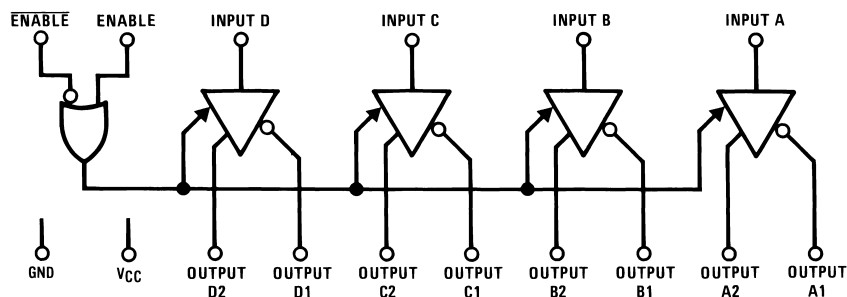 ENABLE ENABLE INPUT D INPUT C INPUT B INPUT A
GND VCC OUTPUT OUTPUT OUTPUT OUTPUT OUTPUT OUTPUT OUTPUT OUTPUT
D2 D1 C2 C1 B2 B1 A2 A1